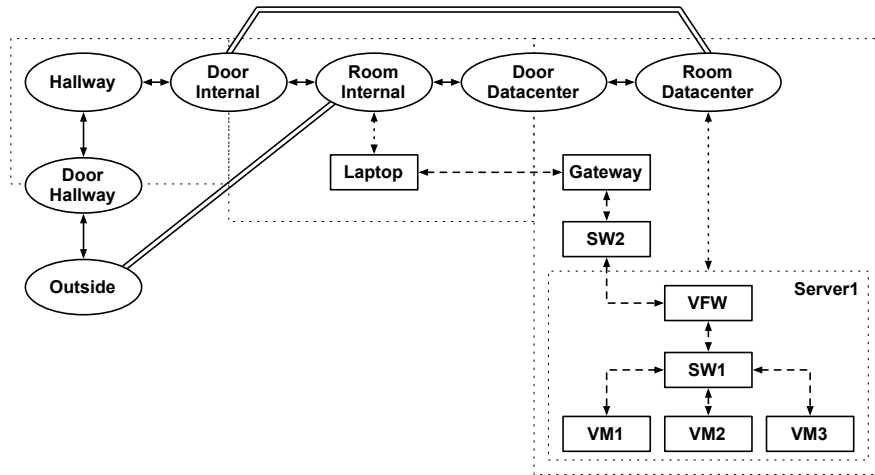 Hallway
Door
Internal
Room
Internal
Door
Datacenter
Room
Datacenter
Door
Hallway
Laptop
Gateway
SW2
Outside
Server1
VFW
SW1
VM1
VM2
VM3